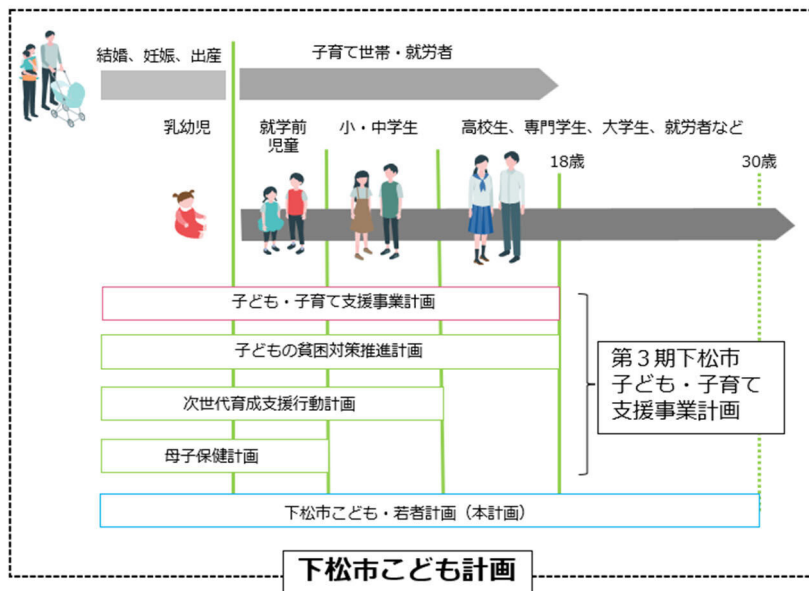 結婚、妊娠、出産
子育て世帯・就労者
乳幼児
就学前
児童
小・中学生
高校生、専門学生、大学生、就労者など
18歳
30歳
子ども・子育て支援事業計画
子どもの貧困対策推進計画
次世代育成支援行動計画
母子保健計画
第３期下松市
子ども・子育て
支援事業計画
下松市こども・若者計画（本計画）
下松市こども計画